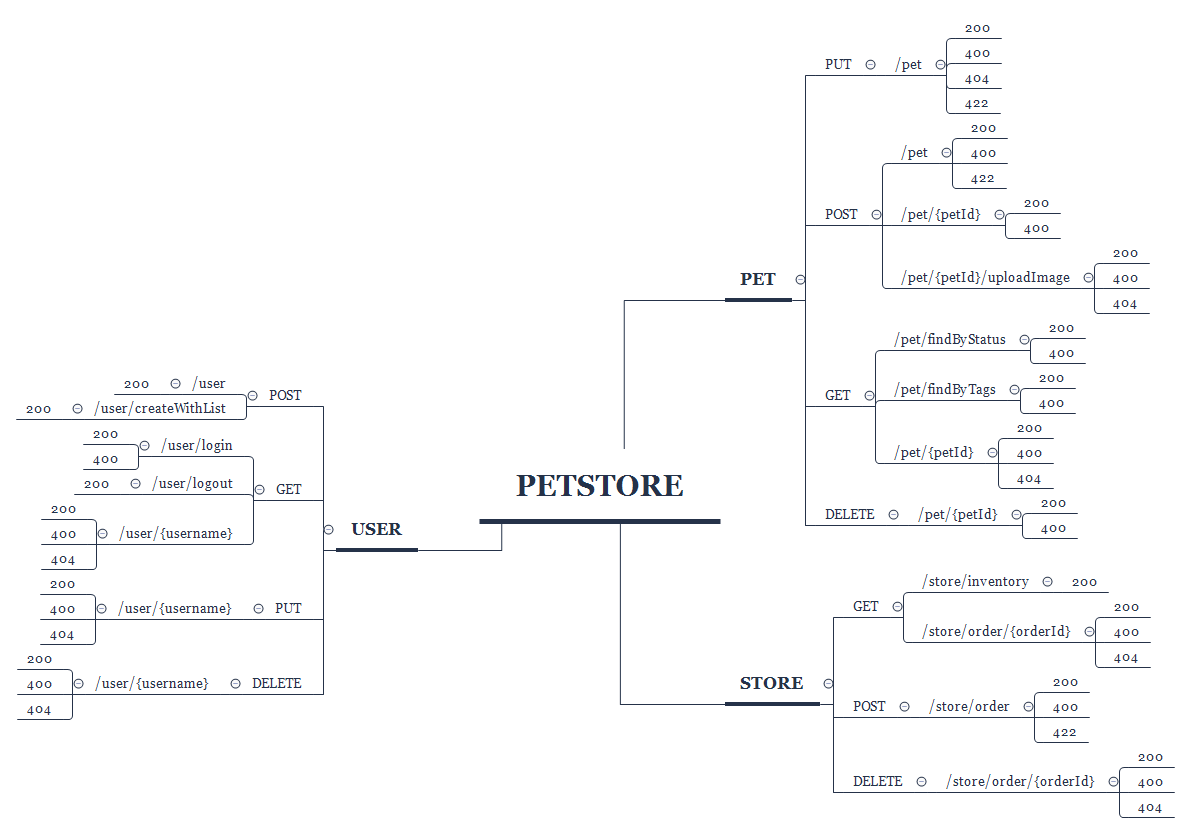 PETSTORE
PET
PUT
/pet
200
400
404
422
POST
/pet
200
400
422
/pet/{petId}
200
400
/pet/{petId}/uploadImage
200
400
404
GET
/pet/findByStatus
200
400
/pet/findByTags
200
400
/pet/{petId}
200
400
404
DELETE
/pet/{petId}
200
400
STORE
GET
/store/inventory
200
/store/order/{orderId}
200
400
404
POST
/store/order
200
400
422
DELETE
/store/order/{orderId}
200
400
404
USER
POST
/user
200
/user/createWithList
200
GET
/user/login
200
400
/user/logout
200
/user/{username}
200
400
404
PUT
/user/{username}
200
400
404
DELETE
/user/{username}
200
400
404